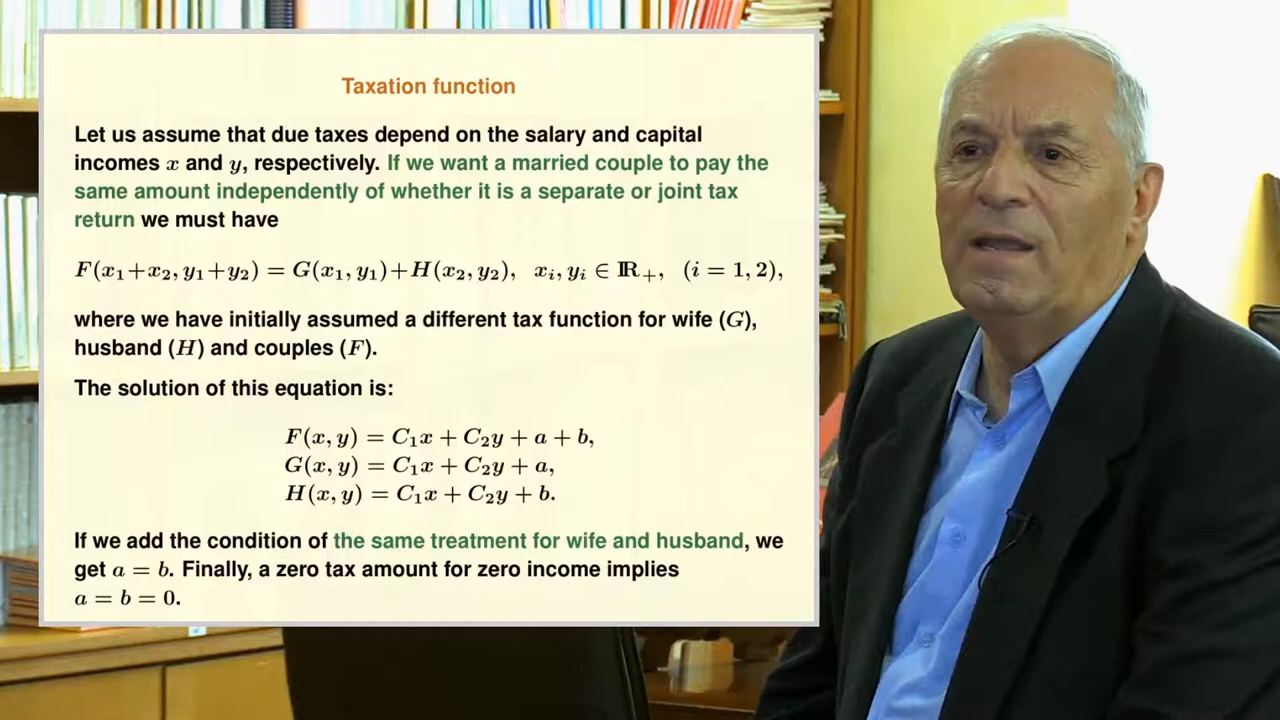 Taxation function
Let us assume that due taxes depend on the salary and capital
incomes x and y, respectively. If we want a married couple to pay the
same amount independently of whether it is a separate or joint tax
return we must have
F(x₁+x₂, y₁+y₂) = G(x₁, y₁)+H(x₂, y₂), xᵢ, yᵢ ∈ ℝ₊, (i = 1, 2),
where we have initially assumed a different tax function for wife (G),
husband (H) and couples (F).
The solution of this equation is:
F(x, y) = C₁x + C₂y + a + b,
G(x, y) = C₁x + C₂y + a,
H(x, y) = C₁x + C₂y + b.
If we add the condition of the same treatment for wife and husband, we
get a = b. Finally, a zero tax amount for zero income implies
a = b = 0.